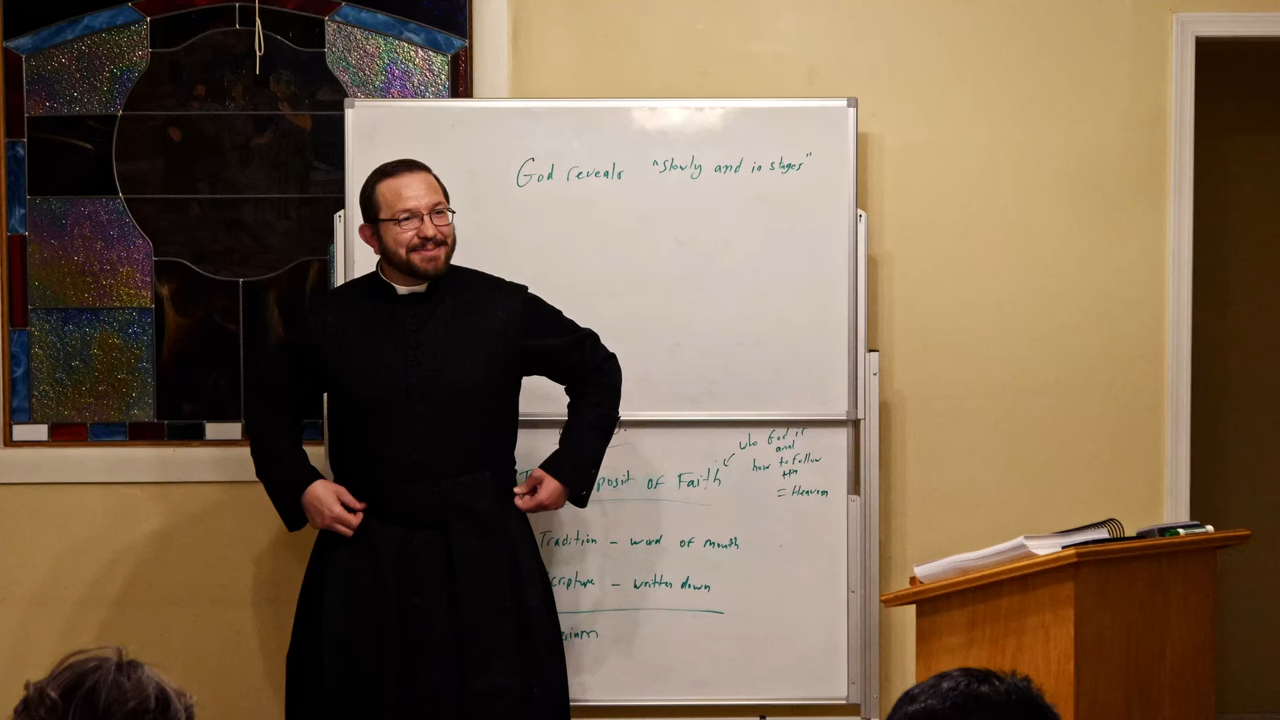 God reveals "slowly and in stages"
who God is
and
how to follow
Him
= Heaven
posit of Faith
Tradition - word of mouth
cripture - written down